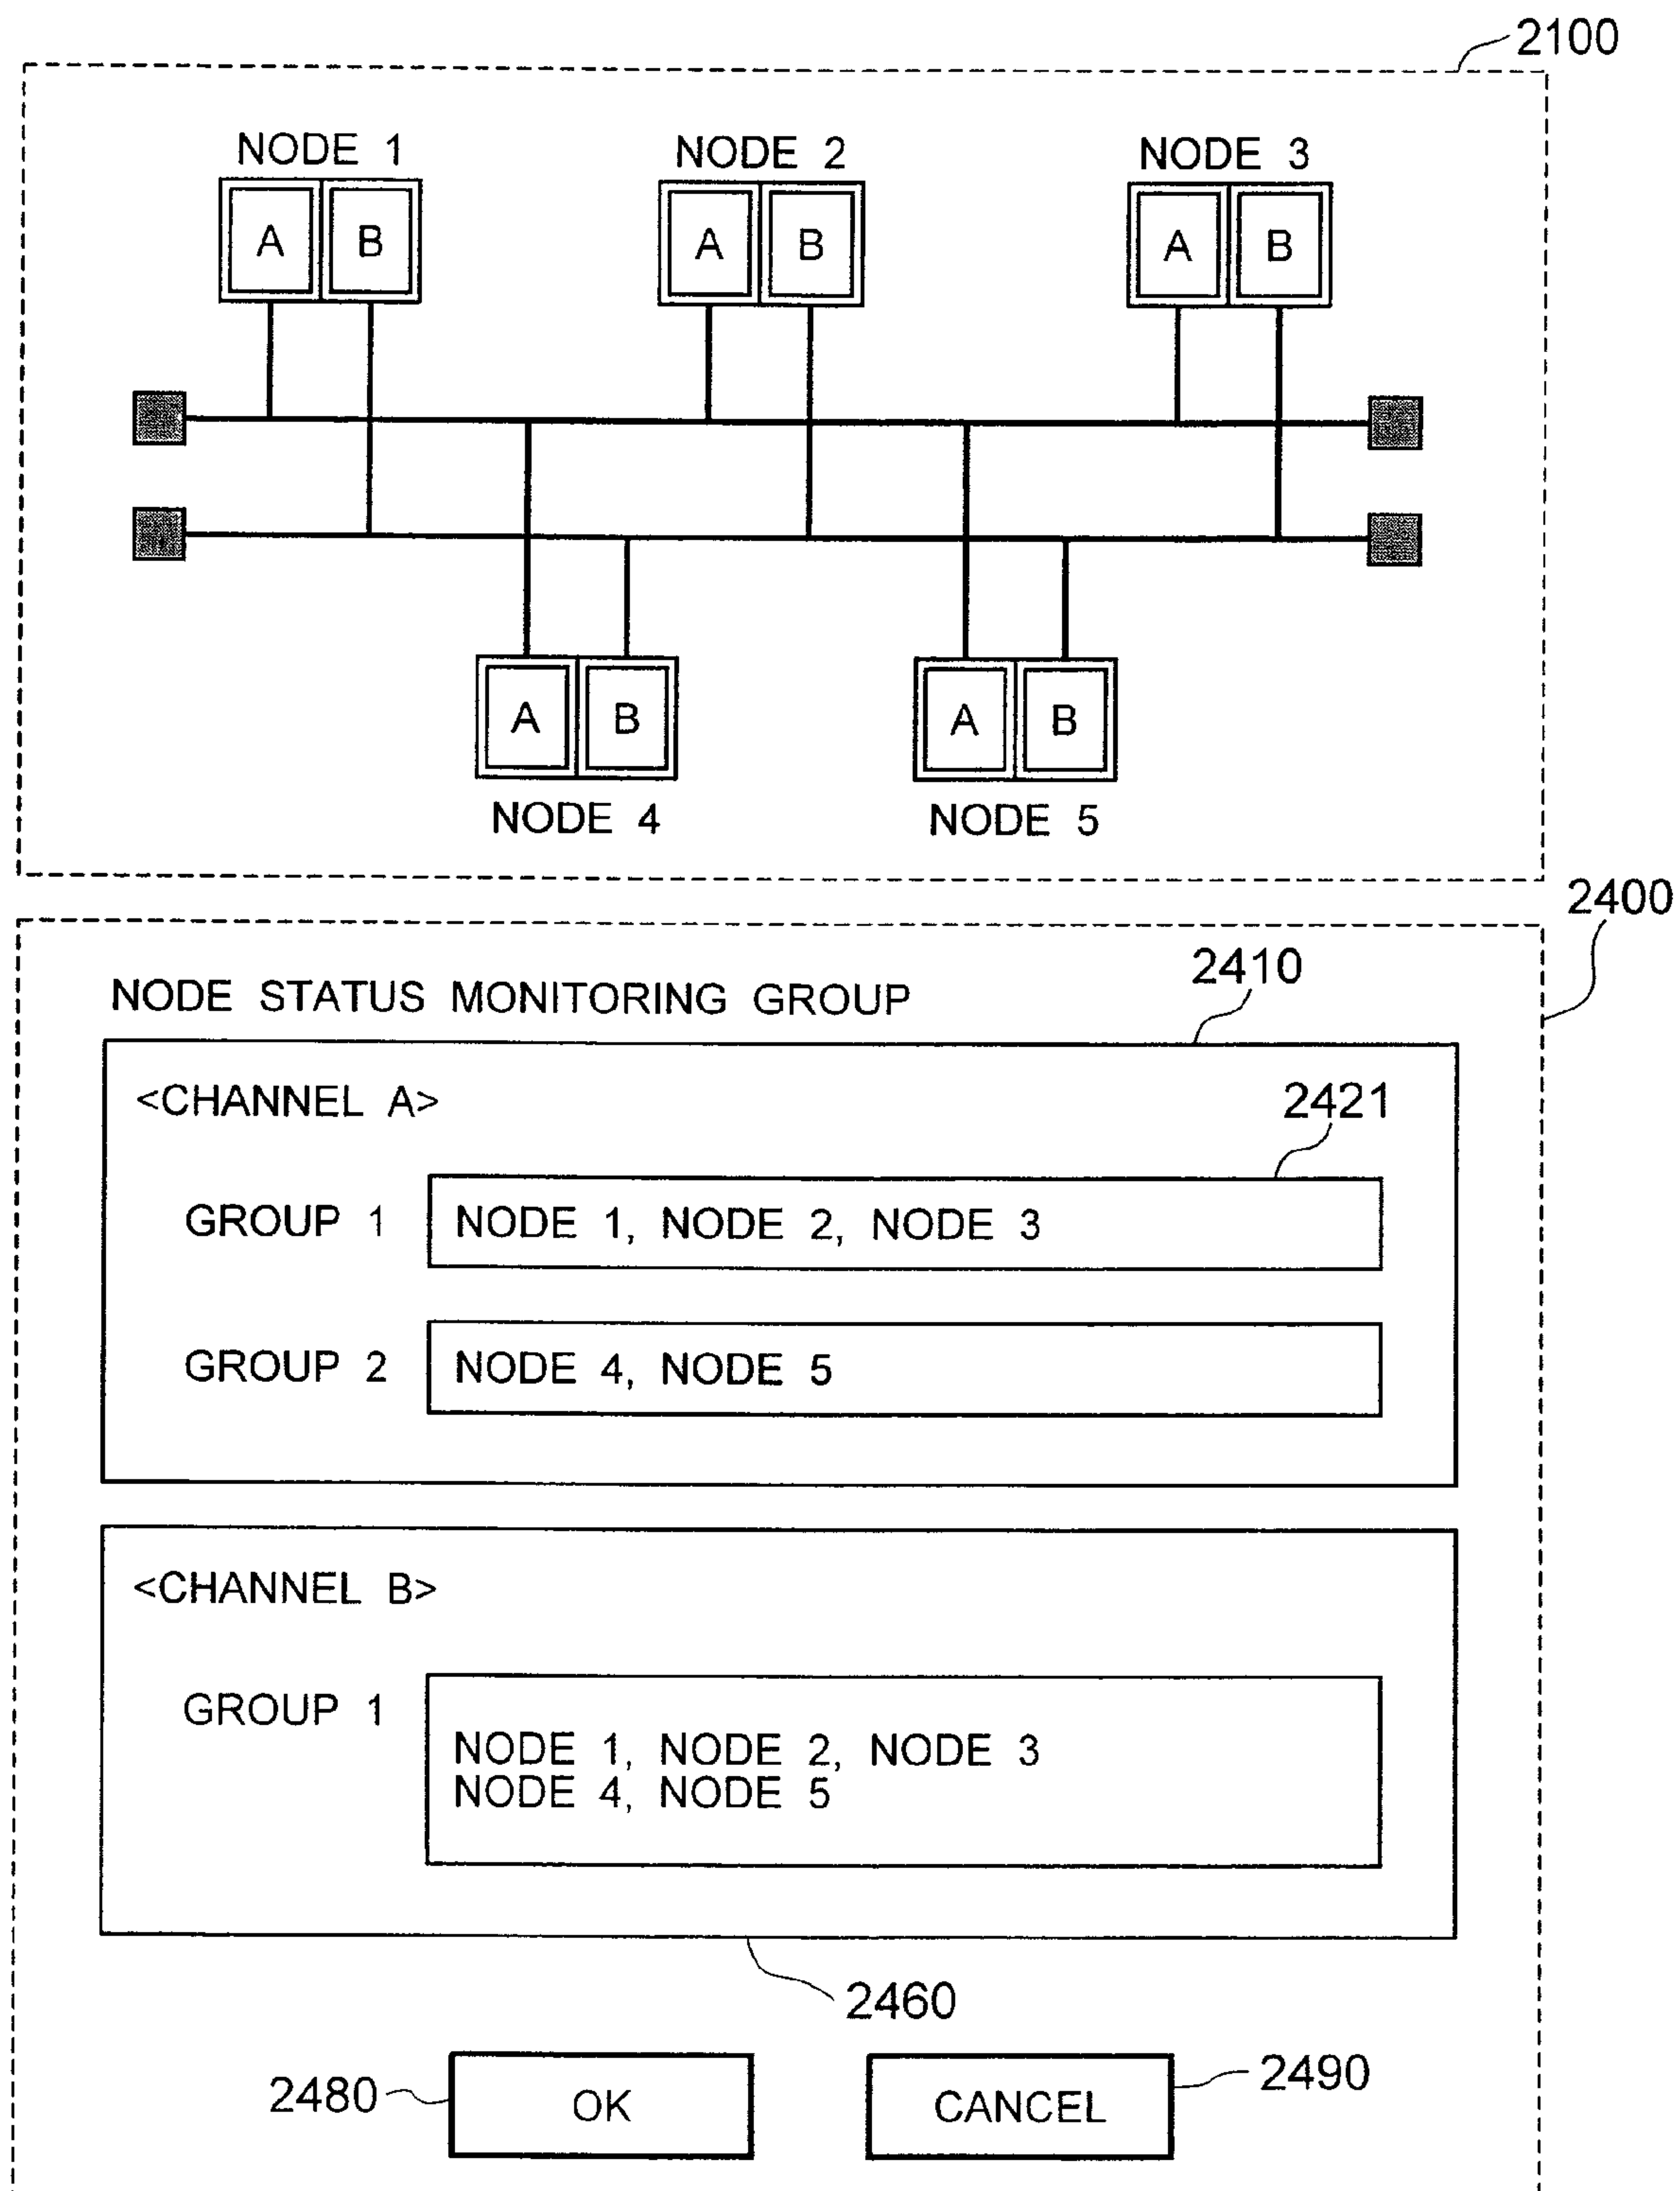 2100
NODE 1
NODE 2
NODE 3
A B
A B
A B
A B
A B
NODE 4
NODE 5
2400
2410
NODE STATUS MONITORING GROUP
<CHANNEL A>
2421
GROUP 1
NODE 1, NODE 2, NODE 3
GROUP 2
NODE 4, NODE 5
<CHANNEL B>
GROUP 1
NODE 1, NODE 2, NODE 3
NODE 4, NODE 5
2460
2480
OK
CANCEL
2490